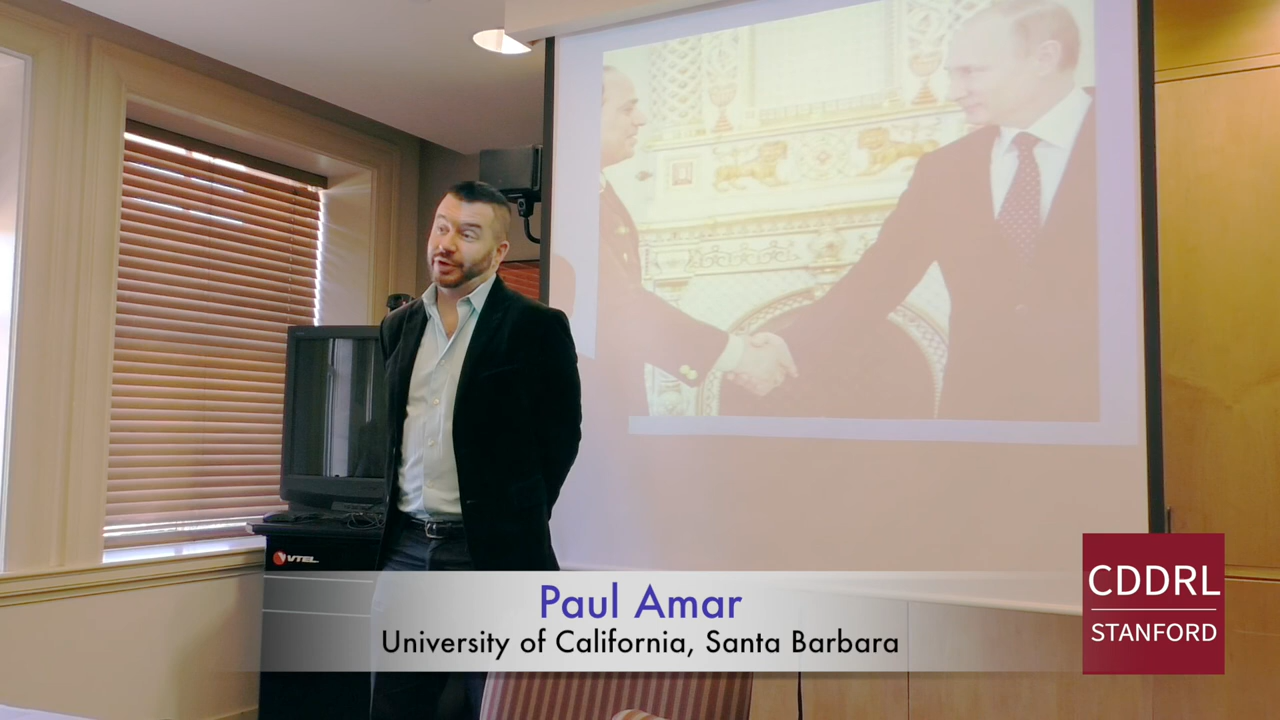 VTEL
Paul Amar
University of California, Santa Barbara
CDDRL
STANFORD